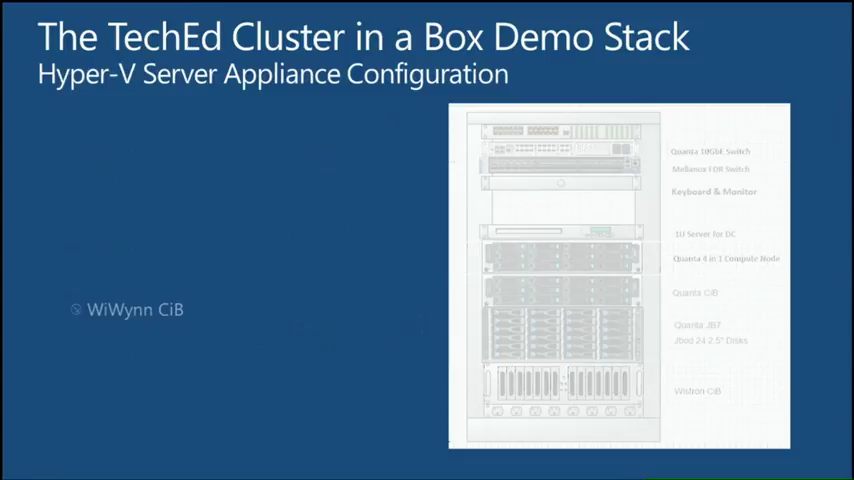 The TechEd Cluster in a Box Demo Stack
Hyper-V Server Appliance Configuration
Quanta 10GbE Switch
Mellanox FDR Switch
Keyboard & Monitor
1U Server for DC
Quanta 4 in 1 Compute Node
Quanta CiB
WiWynn CiB
Quanta JB7
Jbod 24 2.5" Disks
Wistron CiB